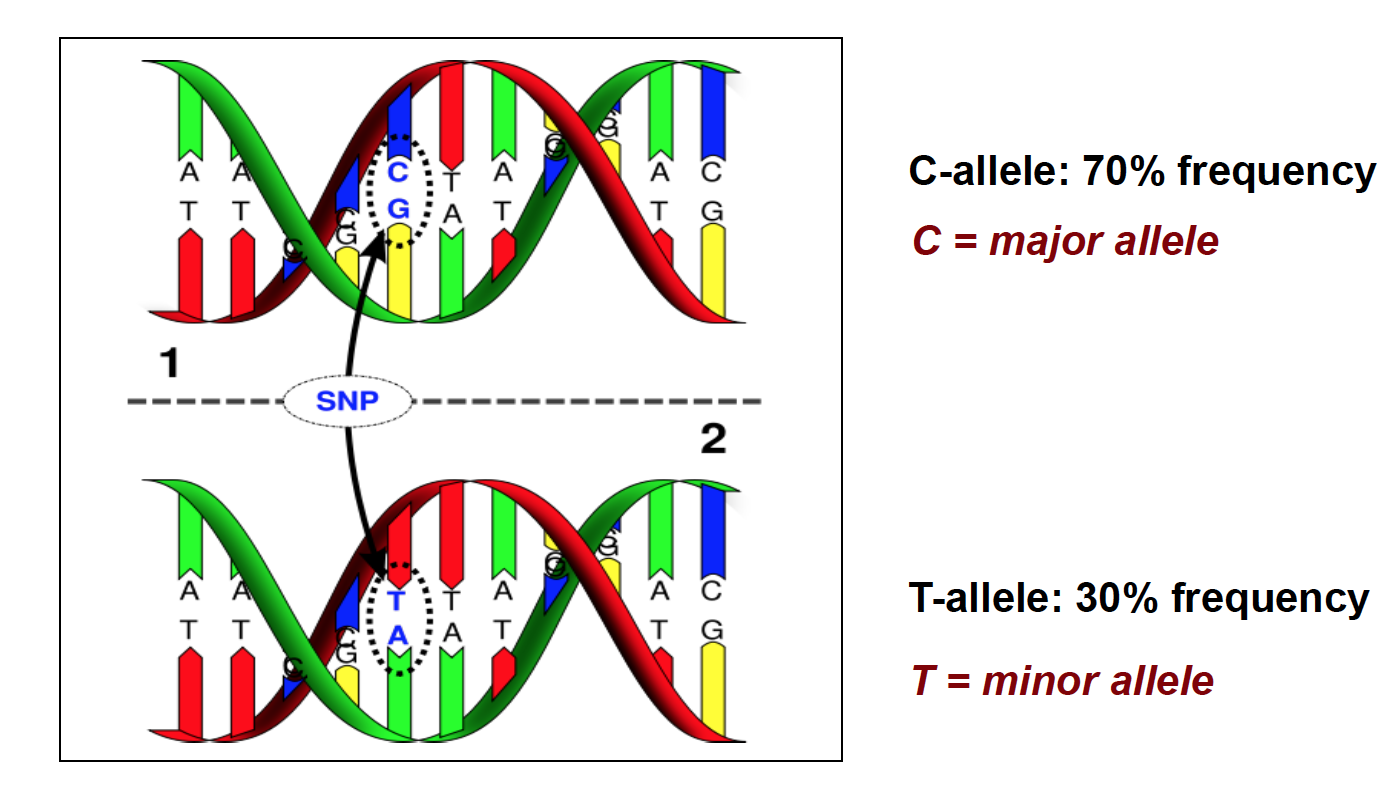 A A C T A G A C
T T C G G A T T G
C-allele: 70% frequency
C = major allele
1
SNP
2
A A T T A G A C
T T C G A A T T G
T-allele: 30% frequency
T = minor allele